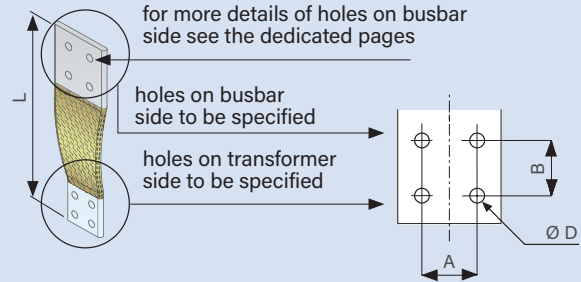 for more details of holes on busbar
side see the dedicated pages
L
holes on busbar
side to be specified
holes on transformer
side to be specified
B
Ø D
A